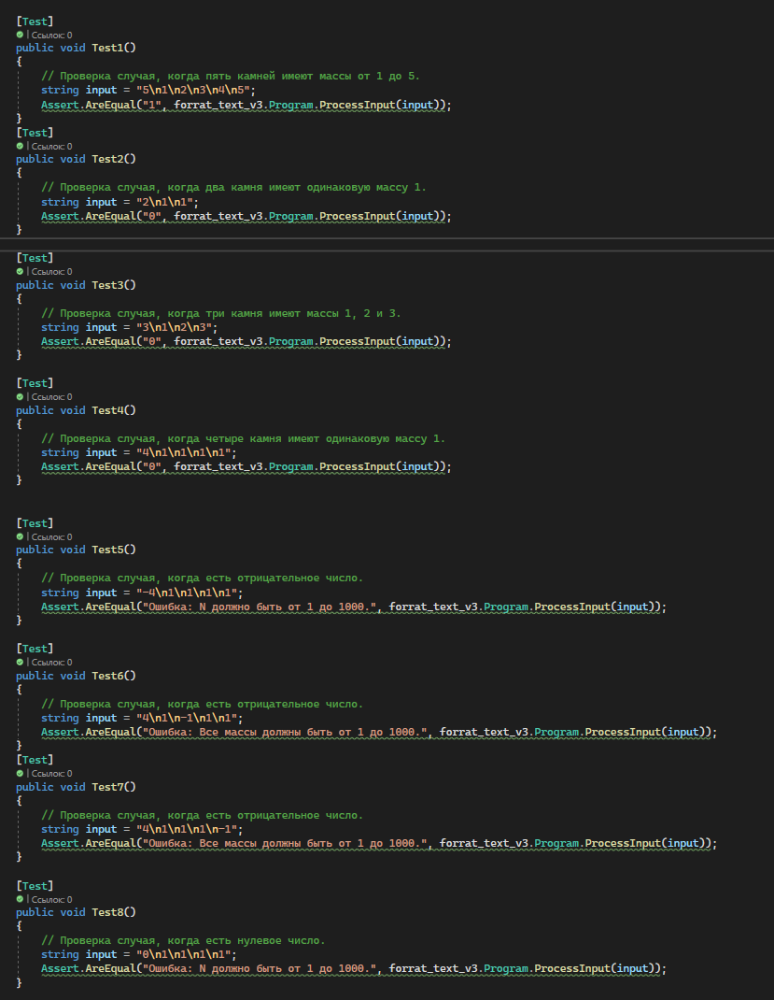 [Test]
| Ссылок: 0
public void Test1()
{
// Проверка случая, когда пять камней имеют массы от 1 до 5.
string input = "5\n1\n2\n3\n4\n5";
Assert.AreEqual("1", forrat_text_v3.Program.ProcessInput(input));
}
[Test]
| Ссылок: 0
public void Test2()
{
// Проверка случая, когда два камня имеют одинаковую массу 1.
string input = "2\n1\n1";
Assert.AreEqual("0", forrat_text_v3.Program.ProcessInput(input));
}
[Test]
| Ссылок: 0
public void Test3()
{
// Проверка случая, когда три камня имеют массы 1, 2 и 3.
string input = "3\n1\n2\n3";
Assert.AreEqual("0", forrat_text_v3.Program.ProcessInput(input));
}
[Test]
| Ссылок: 0
public void Test4()
{
// Проверка случая, когда четыре камня имеют одинаковую массу 1.
string input = "4\n1\n1\n1\n1";
Assert.AreEqual("0", forrat_text_v3.Program.ProcessInput(input));
}
[Test]
| Ссылок: 0
public void Test5()
{
// Проверка случая, когда есть отрицательное число.
string input = "-4\n1\n1\n1\n1";
Assert.AreEqual("Ошибка: N должно быть от 1 до 1000.", forrat_text_v3.Program.ProcessInput(input));
}
[Test]
| Ссылок: 0
public void Test6()
{
// Проверка случая, когда есть отрицательное число.
string input = "4\n1\n-1\n1\n1";
Assert.AreEqual("Ошибка: Все массы должны быть от 1 до 1000.", forrat_text_v3.Program.ProcessInput(input));
}
[Test]
| Ссылок: 0
public void Test7()
{
// Проверка случая, когда есть отрицательное число.
string input = "4\n1\n1\n1\n-1";
Assert.AreEqual("Ошибка: Все массы должны быть от 1 до 1000.", forrat_text_v3.Program.ProcessInput(input));
}
[Test]
| Ссылок: 0
public void Test8()
{
// Проверка случая, когда есть нулевое число.
string input = "0\n1\n1\n1\n1";
Assert.AreEqual("Ошибка: N должно быть от 1 до 1000.", forrat_text_v3.Program.ProcessInput(input));
}